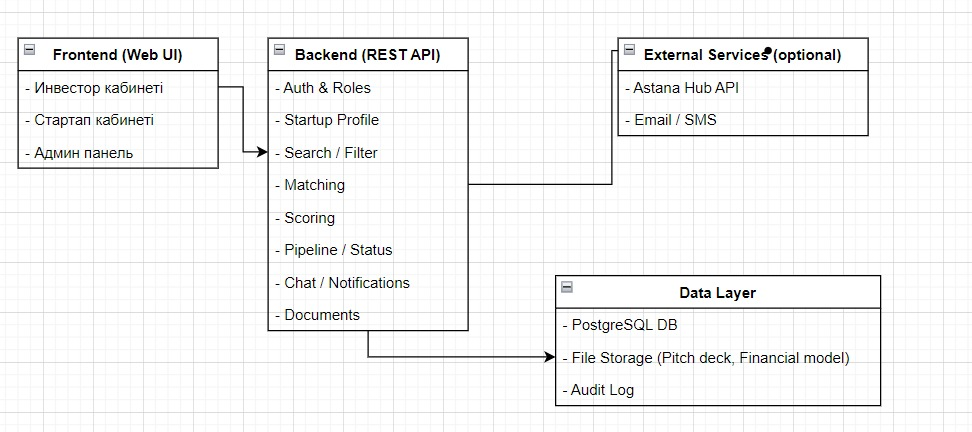 Frontend (Web UI)
- Инвестор кабинеті
- Стартап кабинеті
- Админ панель
Backend (REST API)
- Auth & Roles
- Startup Profile
- Search / Filter
- Matching
- Scoring
- Pipeline / Status
- Chat / Notifications
- Documents
External Services (optional)
- Astana Hub API
- Email / SMS
Data Layer
- PostgreSQL DB
- File Storage (Pitch deck, Financial model)
- Audit Log